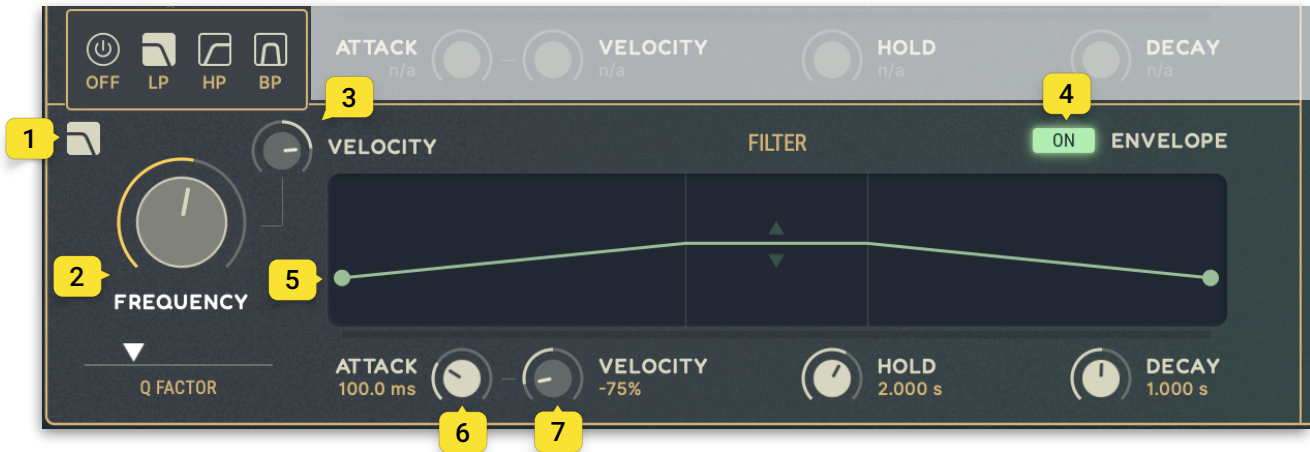 ATTACK
n/a
VELOCITY
n/a
HOLD
n/a
DECAY
n/a
OFF
LP
HP
BP
1
3
VELOCITY
FILTER
4
ON
ENVELOPE
2
FREQUENCY
5
Q FACTOR
ATTACK
100.0 ms
VELOCITY
-75%
HOLD
2.000 s
DECAY
1.000 s
6
7